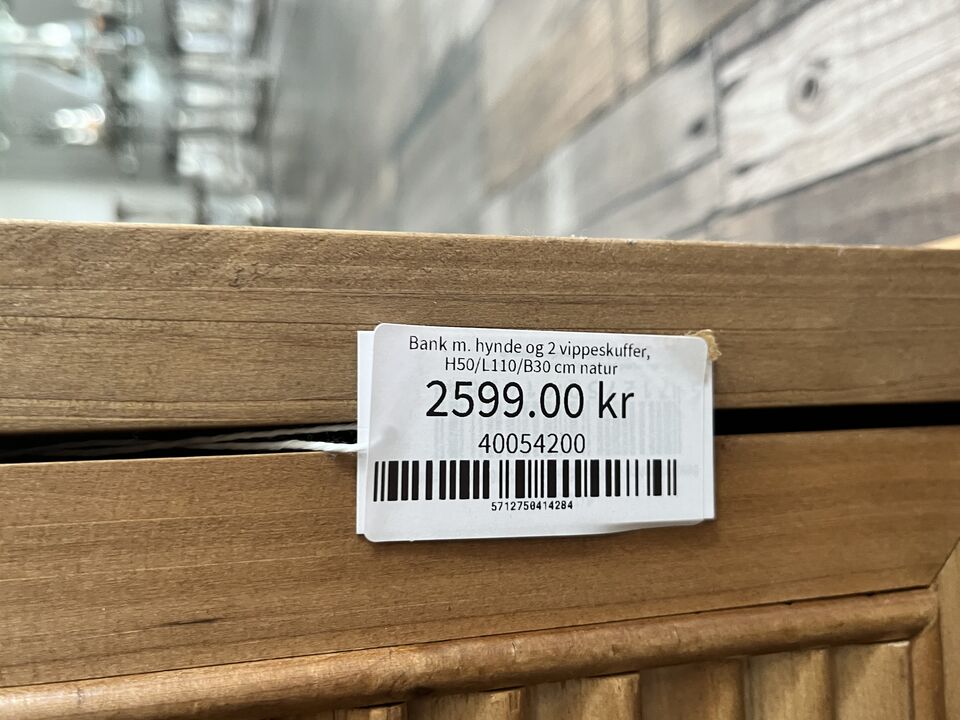 Bank m. hynde og 2 vippeskuffer,
H50/L110/B30 cm natur
2599.00 kr
40054200
5712750414284